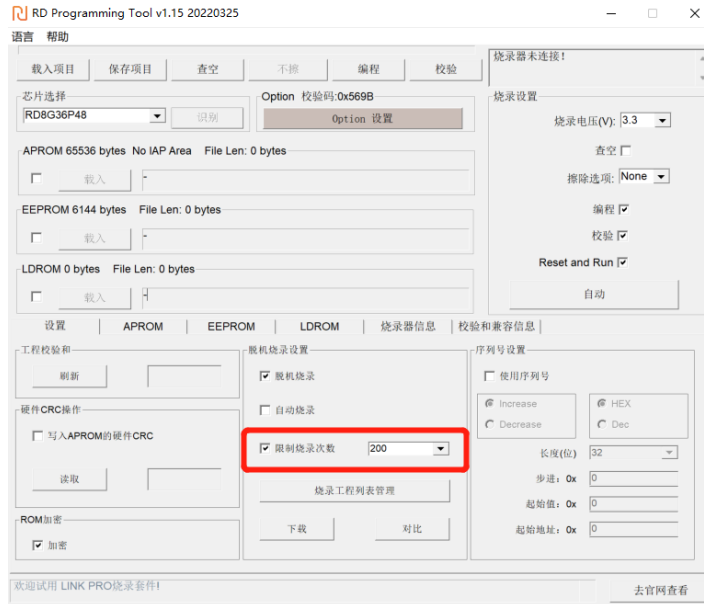 RD Programming Tool v1.15 20220325
语言 帮助
载入项目 保存项目 查空 不擦 编程 校验
烧录器未连接!
芯片选择
RD8G36P48 识别
Option 校验码:0x569B
Option 设置
烧录设置
烧录电压(V): 3.3
查空
擦除选项: None
编程
校验
Reset and Run
自动
APROM 65536 bytes No IAP Area File Len: 0 bytes
载入 -
EEPROM 6144 bytes File Len: 0 bytes
载入 -
LDROM 0 bytes File Len: 0 bytes
载入 -
设置 APROM EEPROM LDROM 烧录器信息 校验和兼容信息
工程校验和
刷新
硬件CRC操作
写入APROM的硬件CRC
读取
ROM加密
加密
脱机烧录设置
脱机烧录
自动烧录
限制烧录次数 200
烧录工程列表管理
下载 对比
序列号设置
使用序列号
Increase HEX
Decrease Dec
长度(位) 32
步进: 0x 0
起始值: 0x 0
起始地址: 0x 0
欢迎试用 LINK PRO烧录套件!
去官网查看